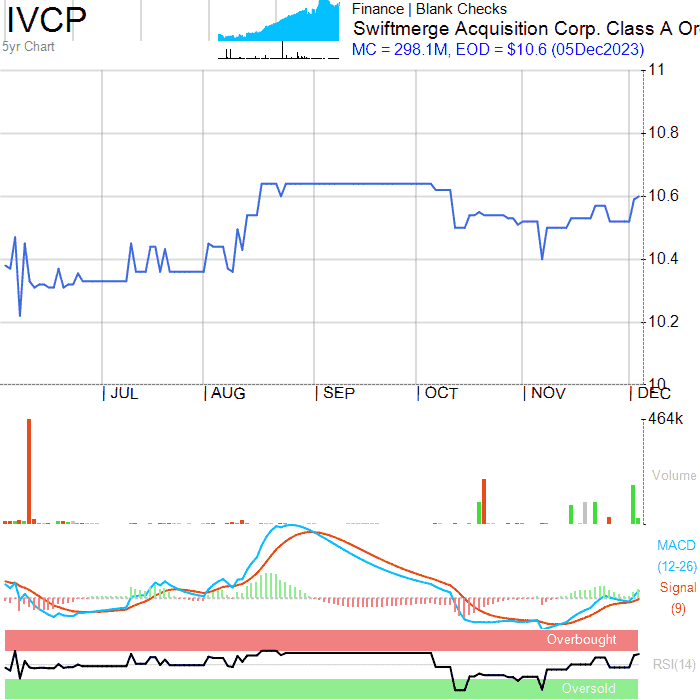 IVCP
5yr Chart
Finance | Blank Checks
Swiftmerge Acquisition Corp. Class A Or
MC = 298.1M, EOD = $10.6 (05Dec2023)
11
10.8
10.6
10.4
10.2
10
JUL
AUG
SEP
OCT
NOV
DEC
464k
Volume
MACD
(12-26)
Signal
(9)
Overbought
RSI(14)
Oversold